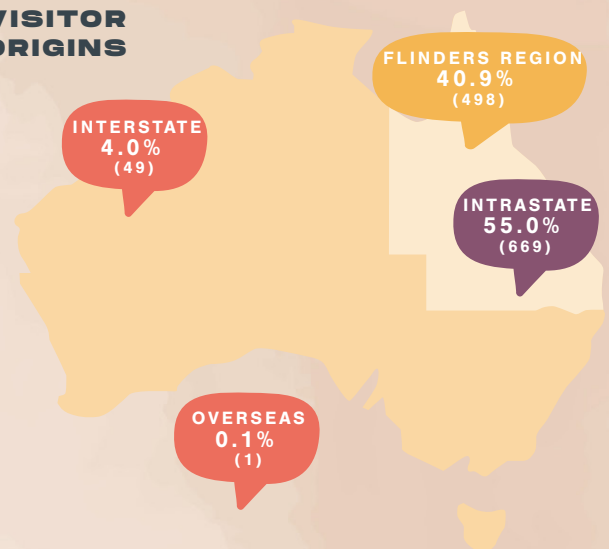 VISITOR
ORIGINS
FLINDERS REGION
40.9%
(498)
INTERSTATE
4.0%
(49)
INTRASTATE
55.0%
(669)
OVERSEAS
0.1%
(1)